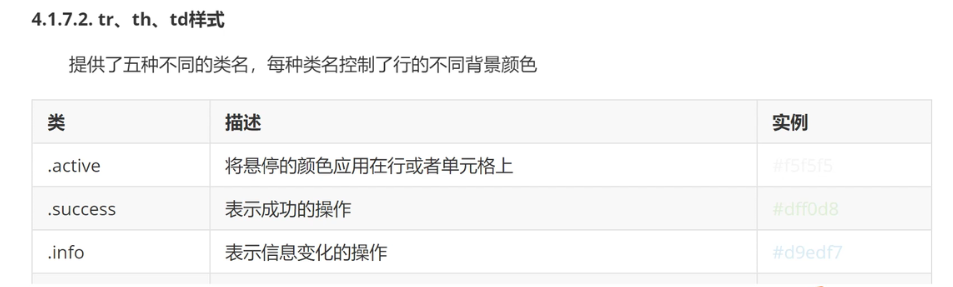 4.1.7.2. tr、th、td样式
提供了五种不同的类名，每种类名控制了行的不同背景颜色
类 描述 实例
.active 将悬停的颜色应用在行或者单元格上 #f5f5f5
.success 表示成功的操作 #dff0d8
.info 表示信息变化的操作 #d9edf7